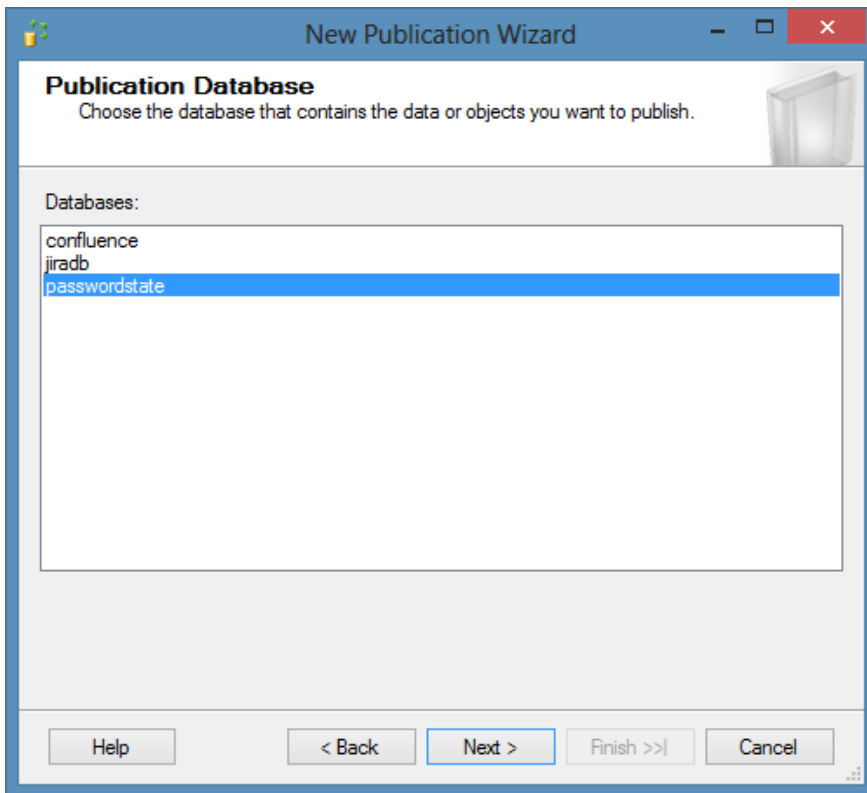 New Publication Wizard
Publication Database
Choose the database that contains the data or objects you want to publish.
Databases:
confluence
jiradb
passwordstate
Help
< Back
Next >
Finish >>|
Cancel